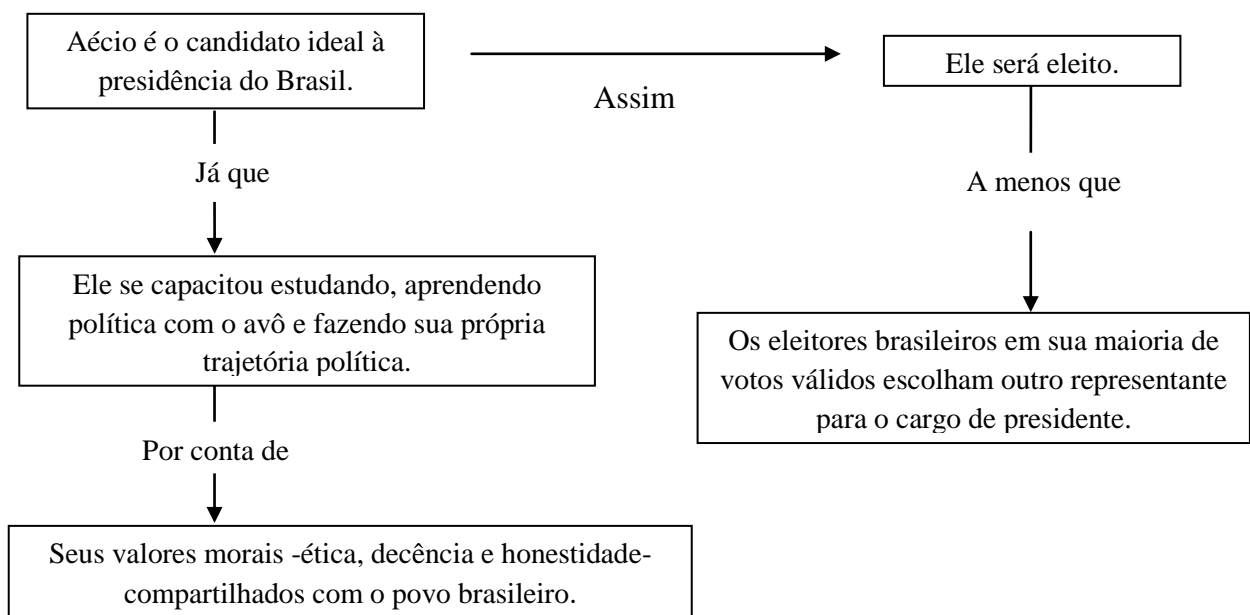 Aécio é o candidato ideal à
presidência do Brasil.
Assim
Ele será eleito.
Já que
A menos que
Ele se capacitou estudando, aprendendo
política com o avô e fazendo sua própria
trajetória política.
Os eleitores brasileiros em sua maioria de
votos válidos escolham outro representante
para o cargo de presidente.
Por conta de
Seus valores morais -ética, decência e honestidade-
compartilhados com o povo brasileiro.